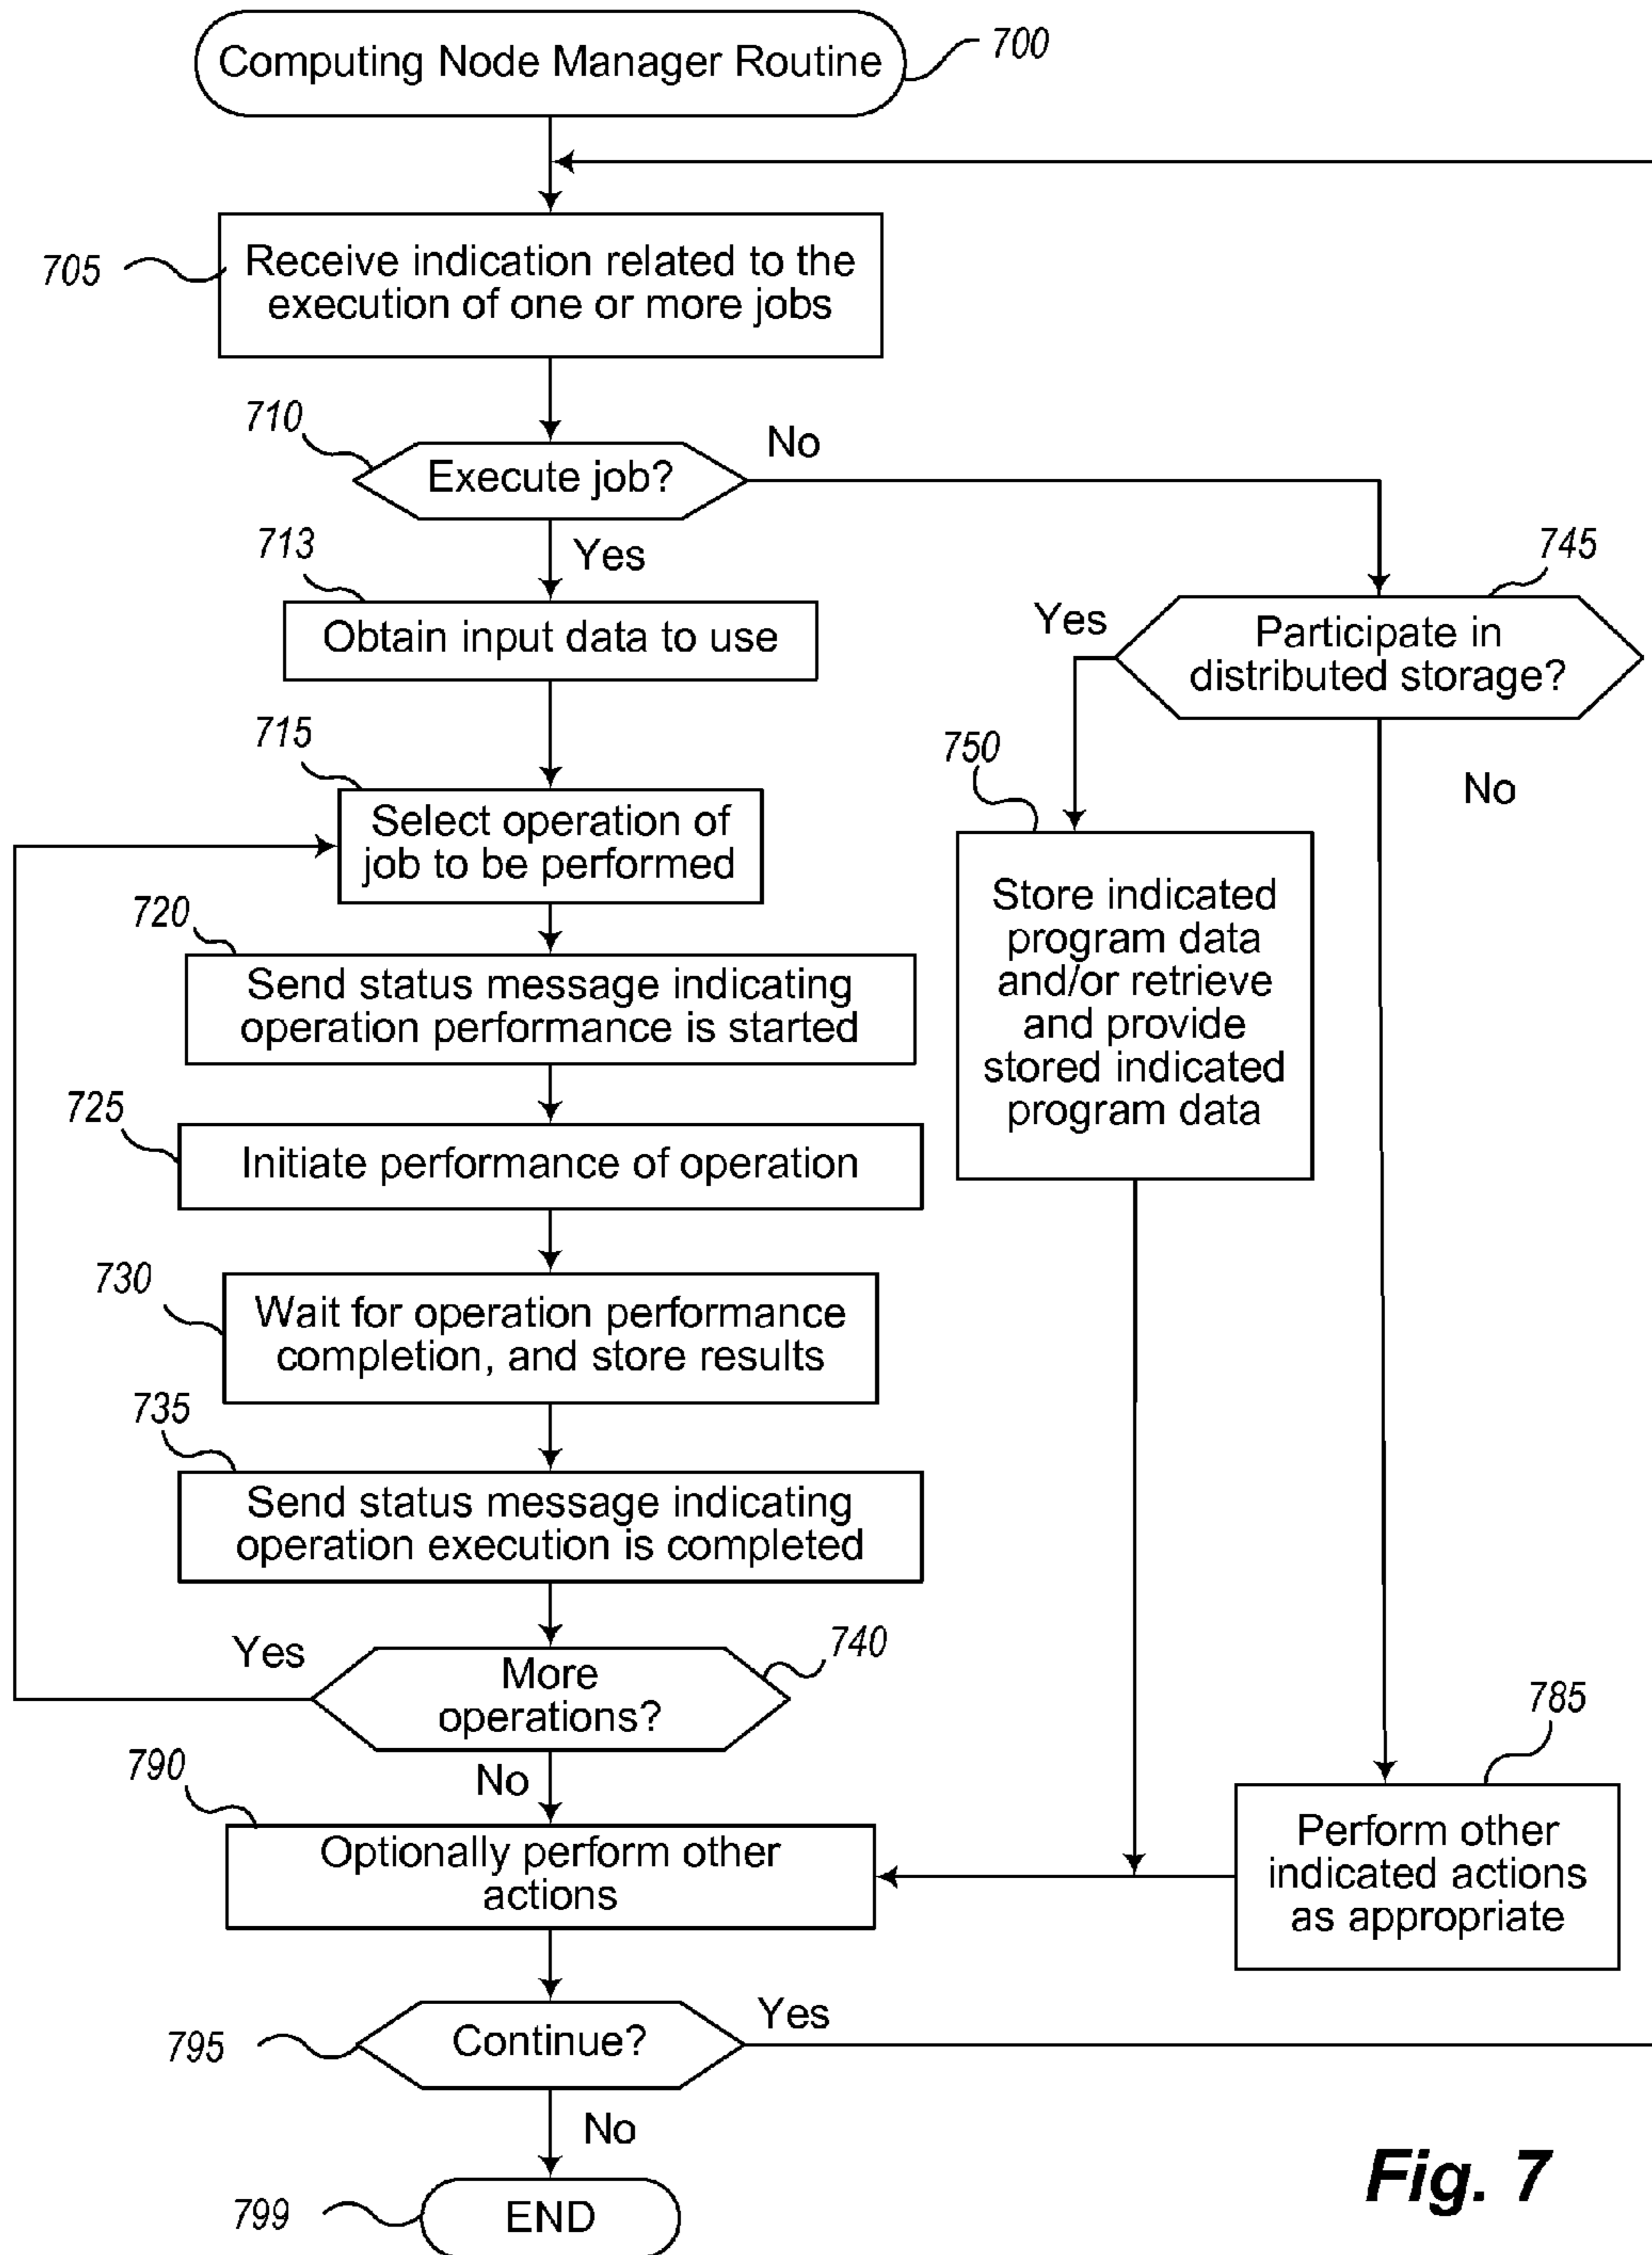 Computing Node Manager Routine
700
705
Receive indication related to the
execution of one or more jobs
710
Execute job?
No
Yes
713
Obtain input data to use
745
Participate in
distributed storage?
Yes
No
715
Select operation of
job to be performed
750
Store indicated
program data
and/or retrieve
and provide
stored indicated
program data
720
Send status message indicating
operation performance is started
725
Initiate performance of operation
730
Wait for operation performance
completion, and store results
735
Send status message indicating
operation execution is completed
Yes
740
More
operations?
No
785
Perform other
indicated actions
as appropriate
790
Optionally perform other
actions
795
Continue?
Yes
No
799
END
Fig. 7